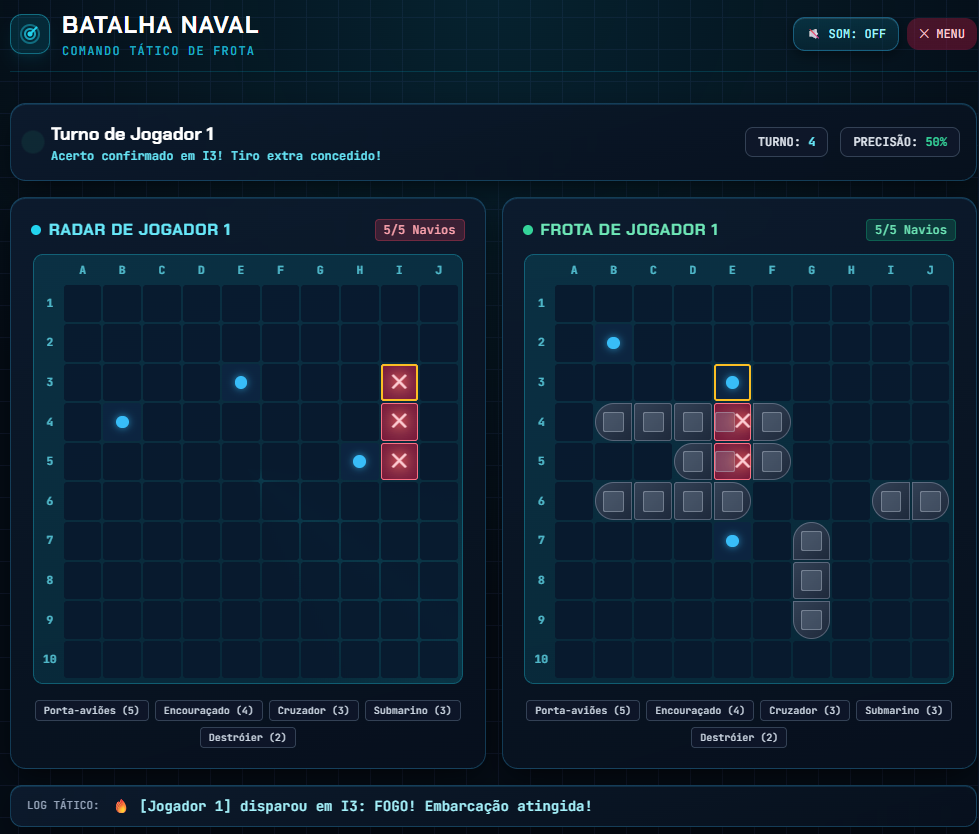 BATALHA NAVAL
COMANDO TÁTICO DE FROTA
SOM: OFF
MENU
Turno de Jogador 1
Acerto confirmado em I3! Tiro extra concedido!
TURNO: 4
PRECISÃO: 50%
RADAR DE JOGADOR 1
5/5 Navios
A B C D E F G H I J
1
2
3
4
5
6
7
8
9
10
Porta-aviões (5) Encouraçado (4) Cruzador (3) Submarino (3)
Destróier (2)
FROTA DE JOGADOR 1
5/5 Navios
A B C D E F G H I J
1
2
3
4
5
6
7
8
9
10
Porta-aviões (5) Encouraçado (4) Cruzador (3) Submarino (3)
Destróier (2)
LOG TÁTICO: 🔥 [Jogador 1] disparou em I3: FOGO! Embarcação atingida!